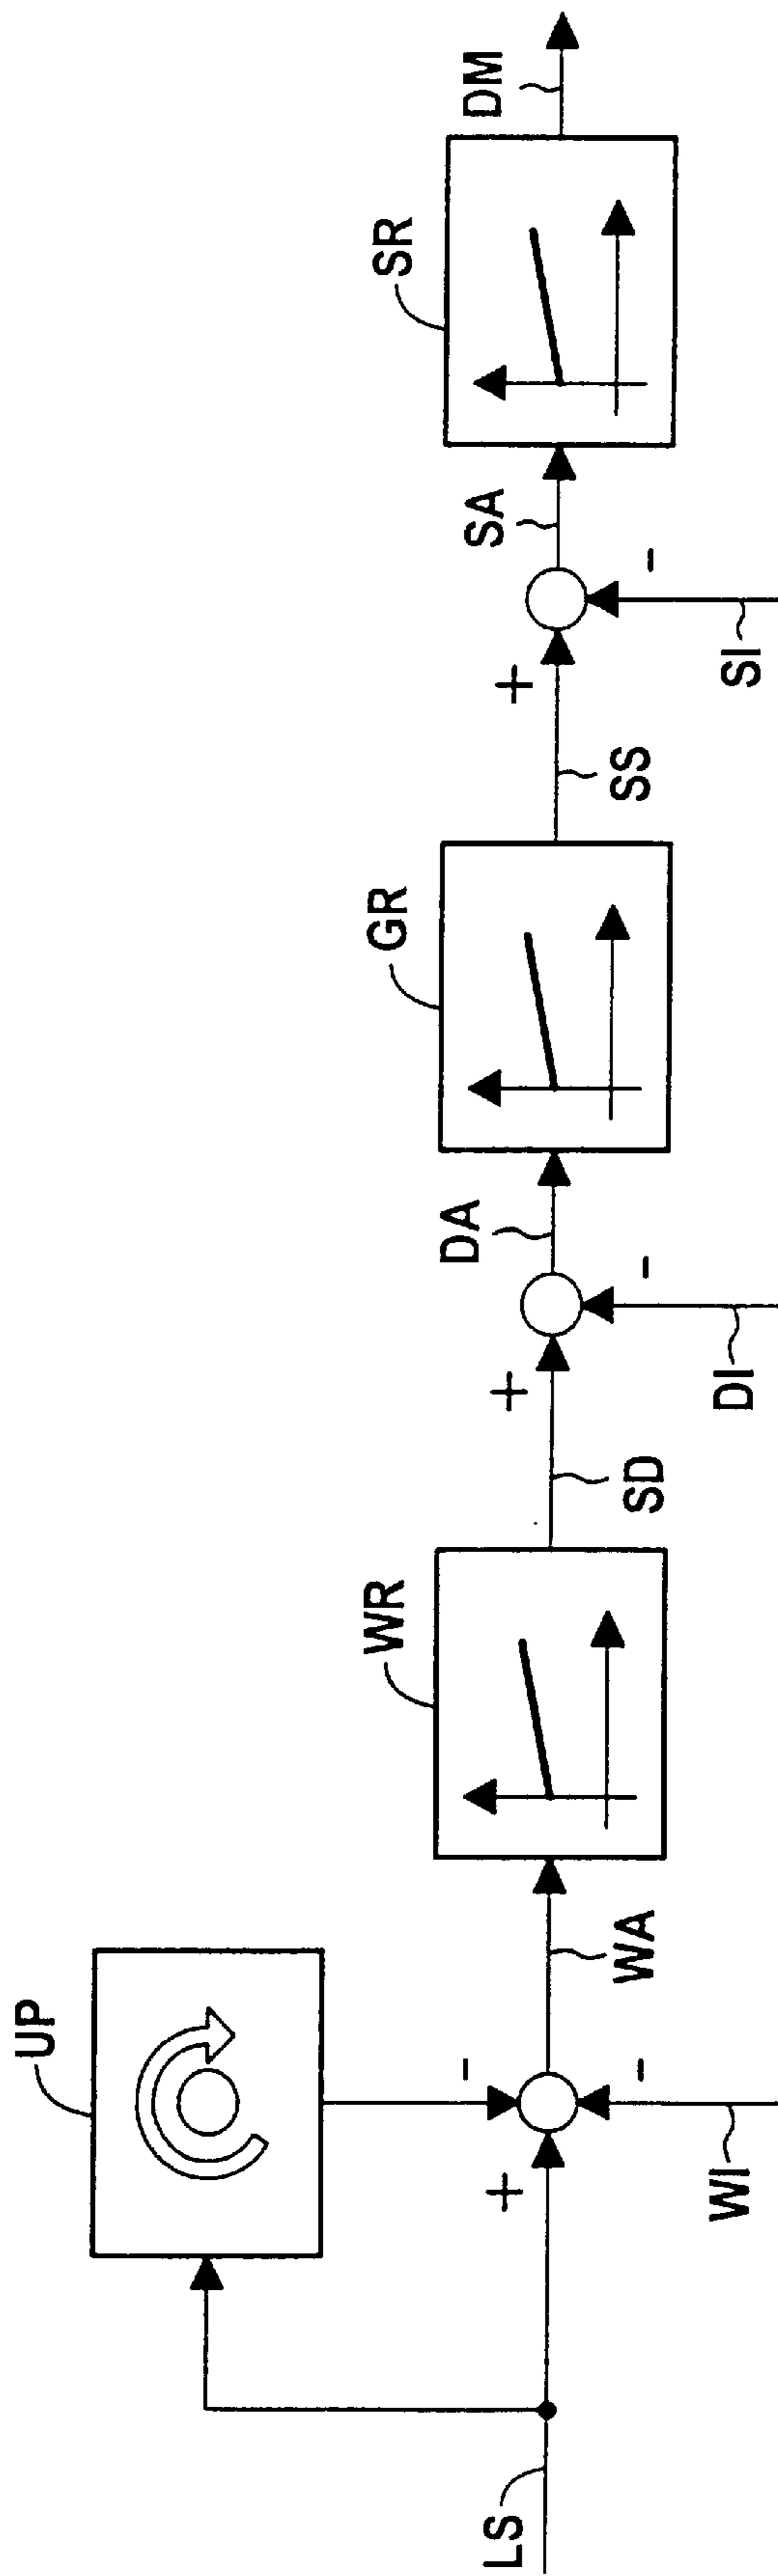 UP
LS
+
-
-
WI
WA
WR
SD
+
-
DI
DA
GR
SS
+
-
SI
SA
SR
DM